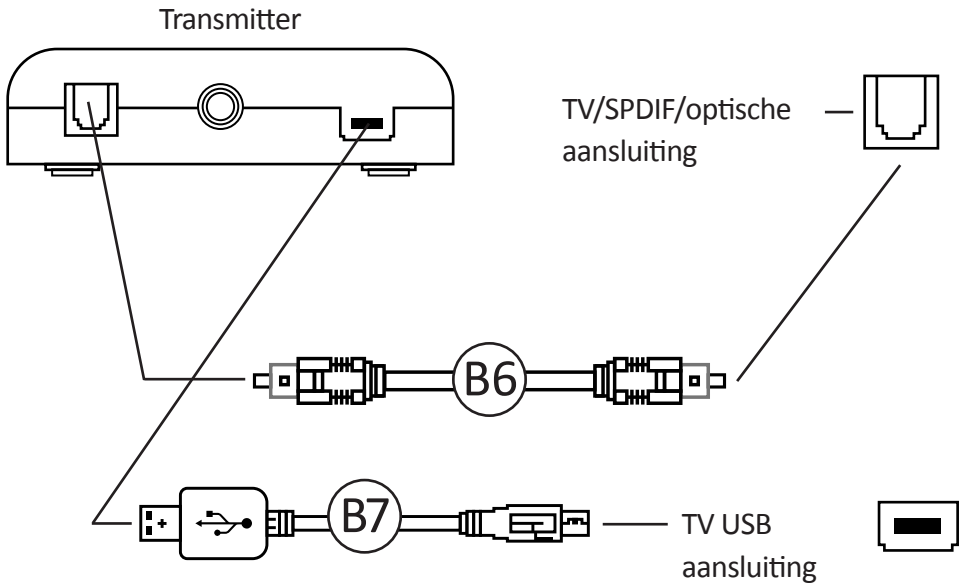 Transmitter
TV/SPDIF/optische
aansluiting
B6
B7
TV USB
aansluiting